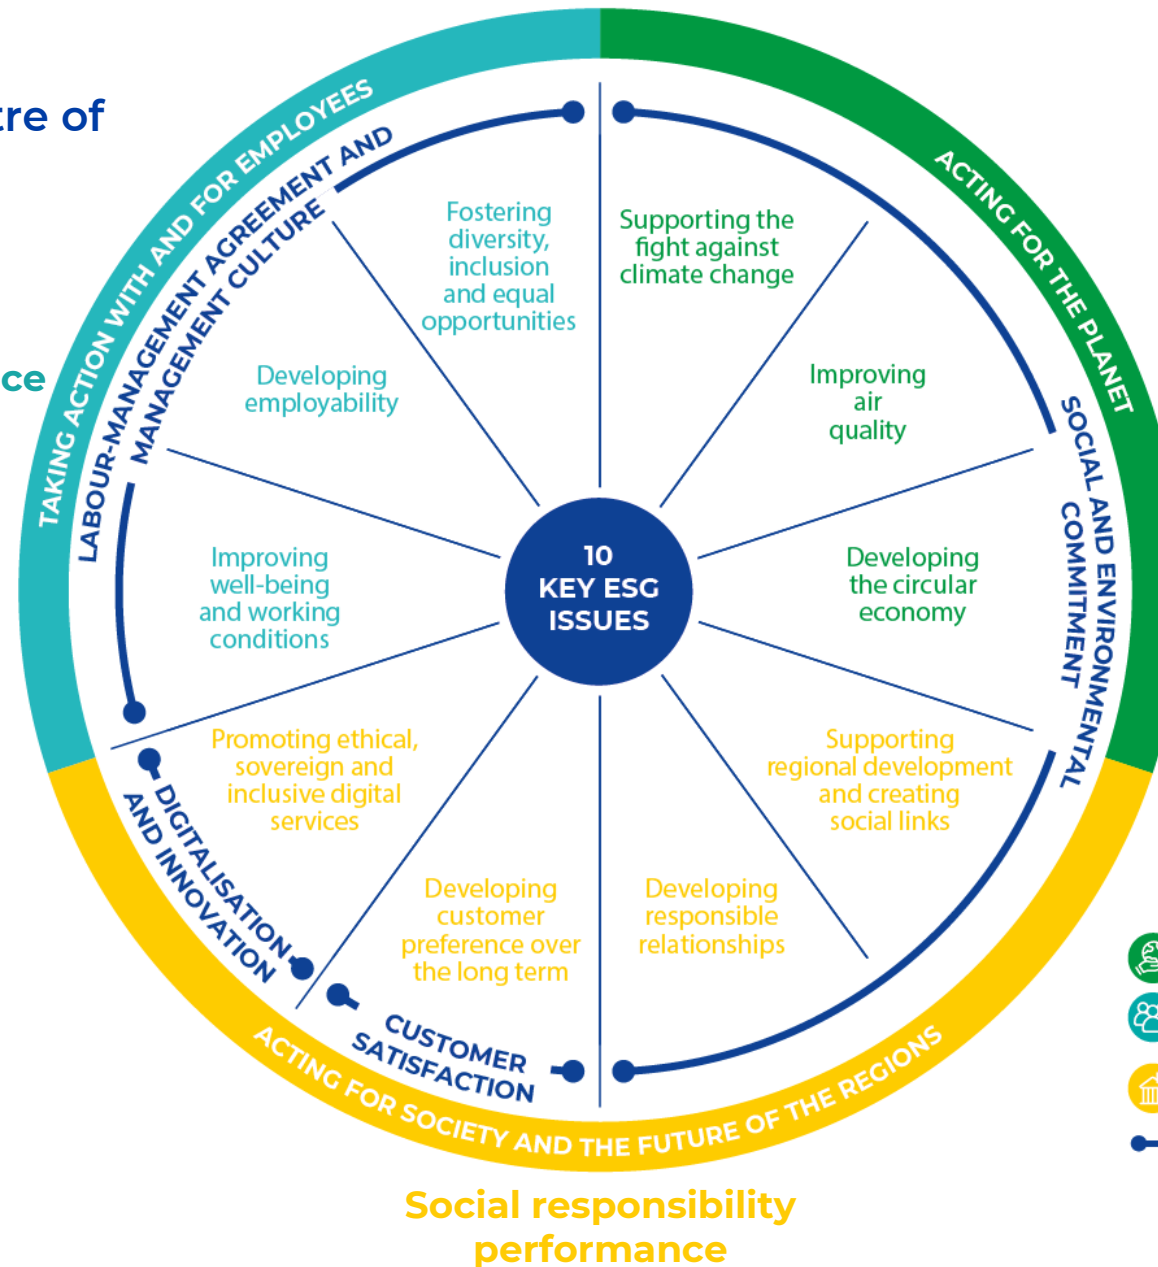 tre of
ce
TAKING ACTION WITH AND FOR EMPLOYEES
LABOUR-MANAGEMENT AGREEMENT AND
MANAGEMENT CULTURE
ACTING FOR THE PLANET
SOCIAL AND ENVIRONMENTAL
COMMITMENT
Fostering
diversity,
inclusion
and equal
opportunities
Supporting the
fight against
climate change
Developing
employability
Improving
air
quality
Improving
well-being
and working
conditions
10
KEY ESG
ISSUES
Developing
the circular
economy
Promoting ethical,
sovereign and
inclusive digital
services
Supporting
regional development
and creating
social links
Developing
customer
preference over
the long term
Developing
responsible
relationships
DIGITALISATION
AND INNOVATION
CUSTOMER
SATISFACTION
ACTING FOR SOCIETY AND THE FUTURE OF THE REGIONS
Social responsibility
performance